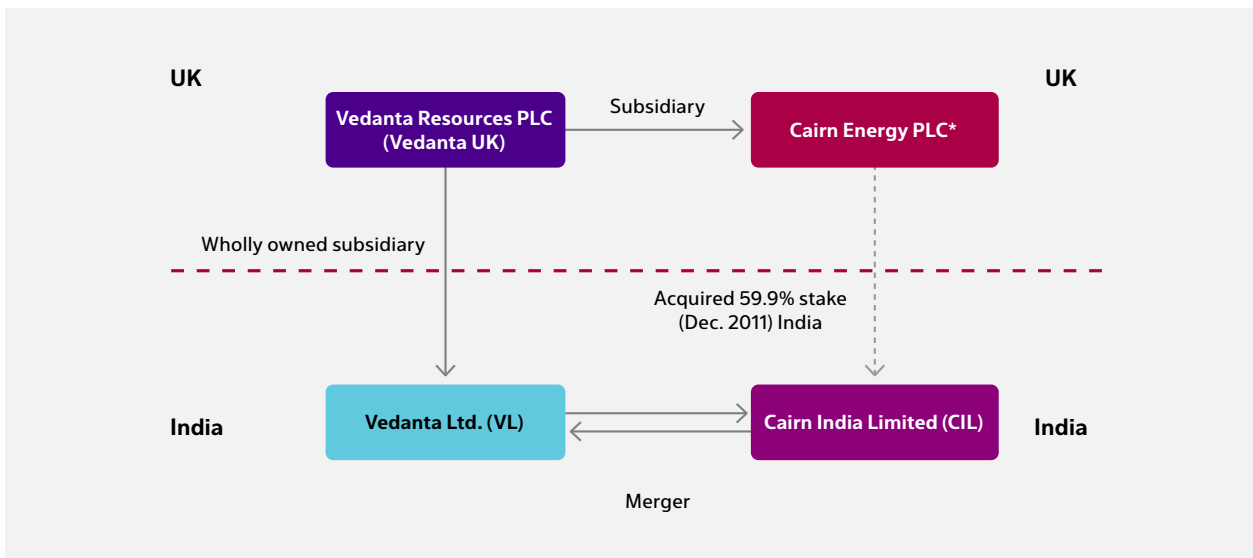 UK
UK
Vedanta Resources PLC
(Vedanta UK)
Subsidiary
Cairn Energy PLC*
Wholly owned subsidiary
Acquired 59.9% stake
(Dec. 2011) India
India
Vedanta Ltd. (VL)
Cairn India Limited (CIL)
India
Merger